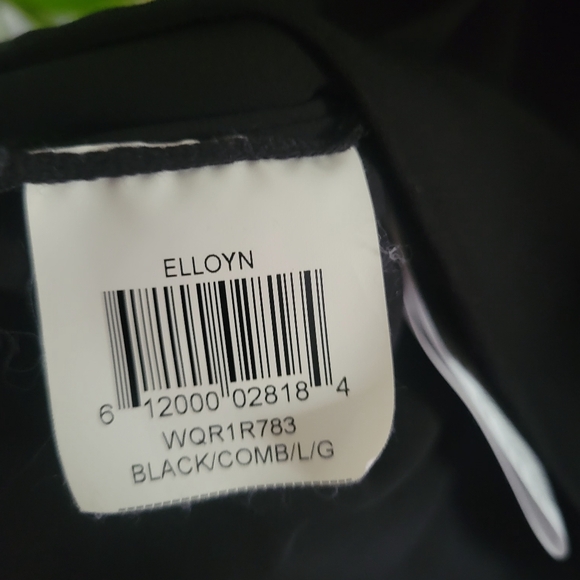 ELLOYN
6 12000 02818 4
WQR1R783
BLACK/COMB/L/G